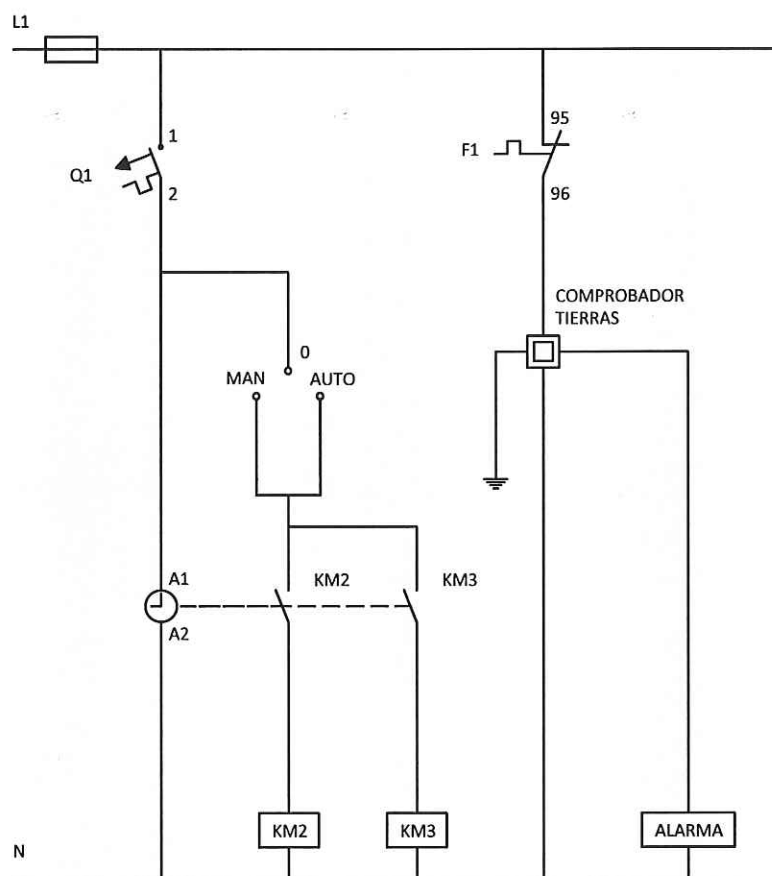 L1
1
Q1
2
95
F1
96
COMPROBADOR
TIERRAS
0
MAN
AUTO
A1
A2
KM2
KM3
KM2
KM3
ALARMA
N